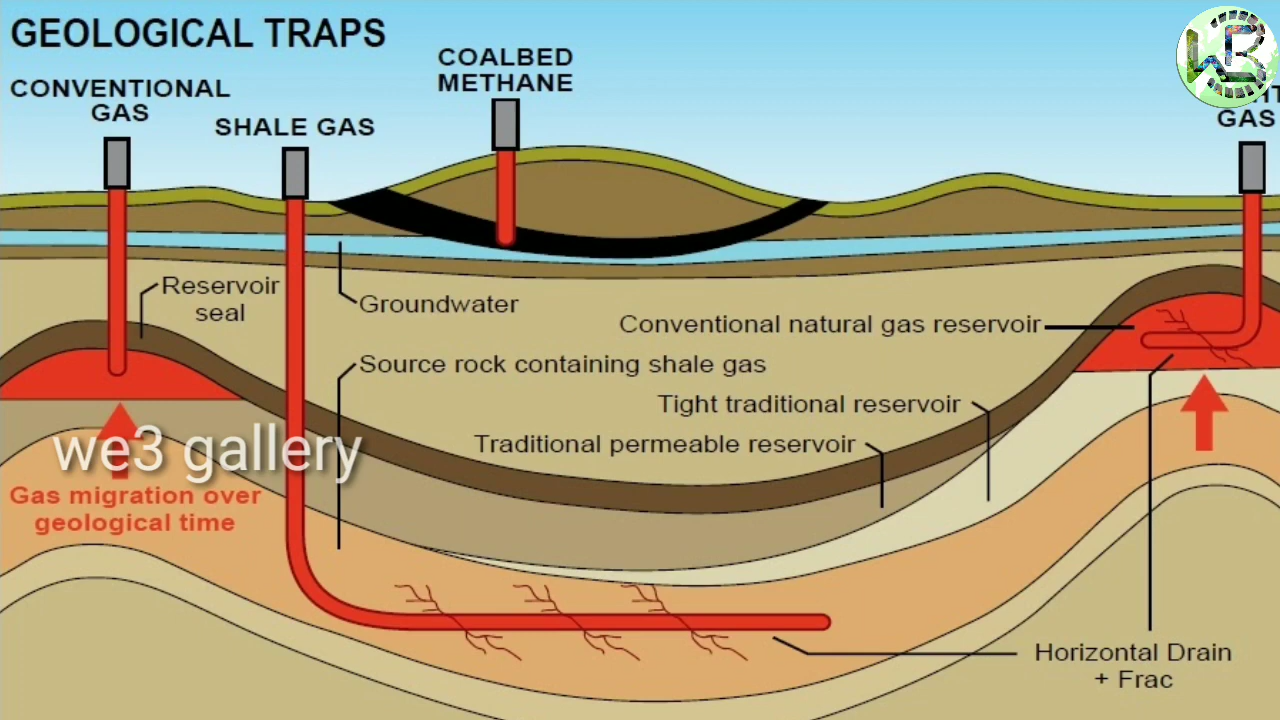 GEOLOGICAL TRAPS
COALBED
METHANE
CONVENTIONAL
GAS
SHALE GAS
GAS
Reservoir
seal
Groundwater
Conventional natural gas reservoir
Source rock containing shale gas
Tight traditional reservoir
Traditional permeable reservoir
we3 gallery
Gas migration over
geological time
Horizontal Drain
+ Frac